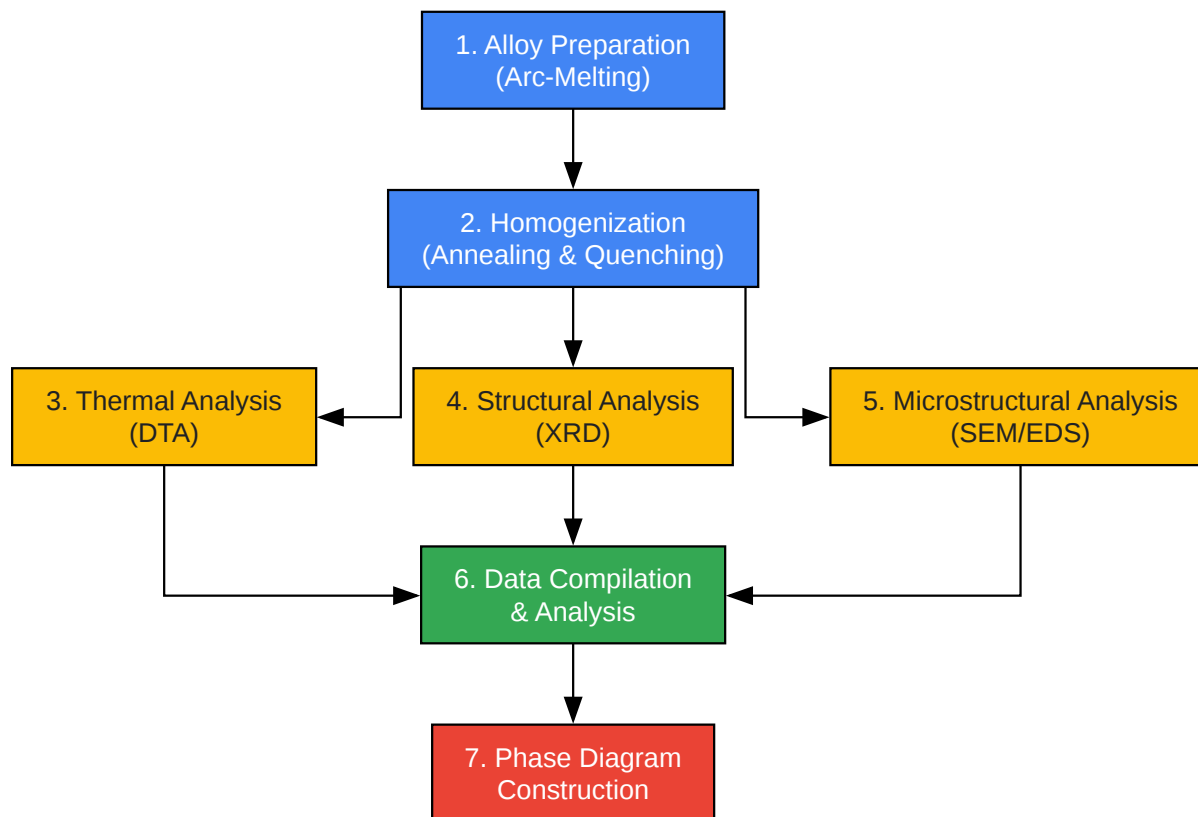 1. Alloy Preparation
(Arc-Melting)
2. Homogenization
(Annealing & Quenching)
3. Thermal Analysis
(DTA)
4. Structural Analysis
(XRD)
5. Microstructural Analysis
(SEM/EDS)
6. Data Compilation
& Analysis
7. Phase Diagram
Construction